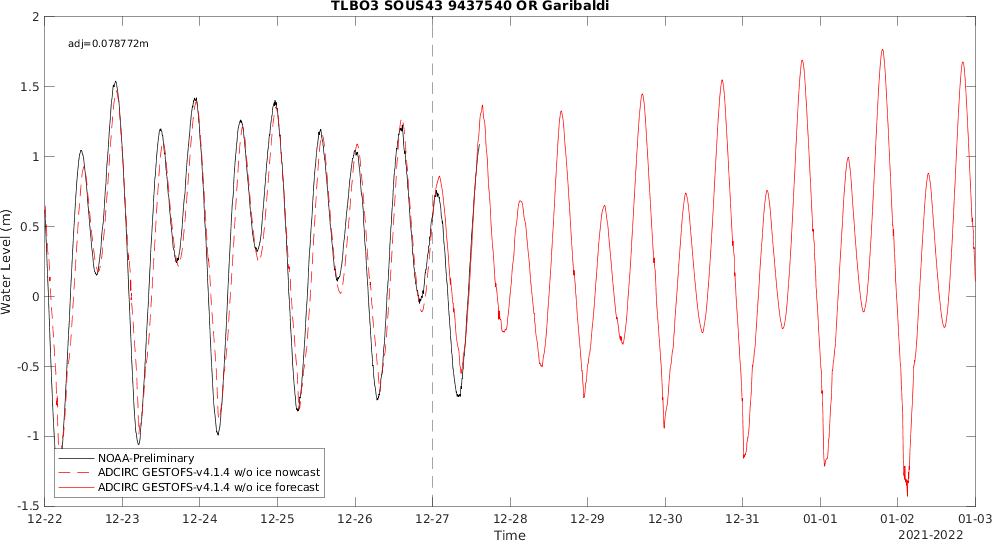 TLBO3 SOUS43 9437540 OR Garibaldi
adj=0.078772m
2
1.5
1
0.5
0
-0.5
-1
-1.5
Water Level (m)
NOAA-Preliminary
ADCIRC GESTOFS-v4.1.4 w/o ice nowcast
ADCIRC GESTOFS-v4.1.4 w/o ice forecast
12-22 12-23 12-24 12-25 12-26 12-27 12-28 12-29 12-30 12-31 01-01 01-02 01-03
Time
2021-2022